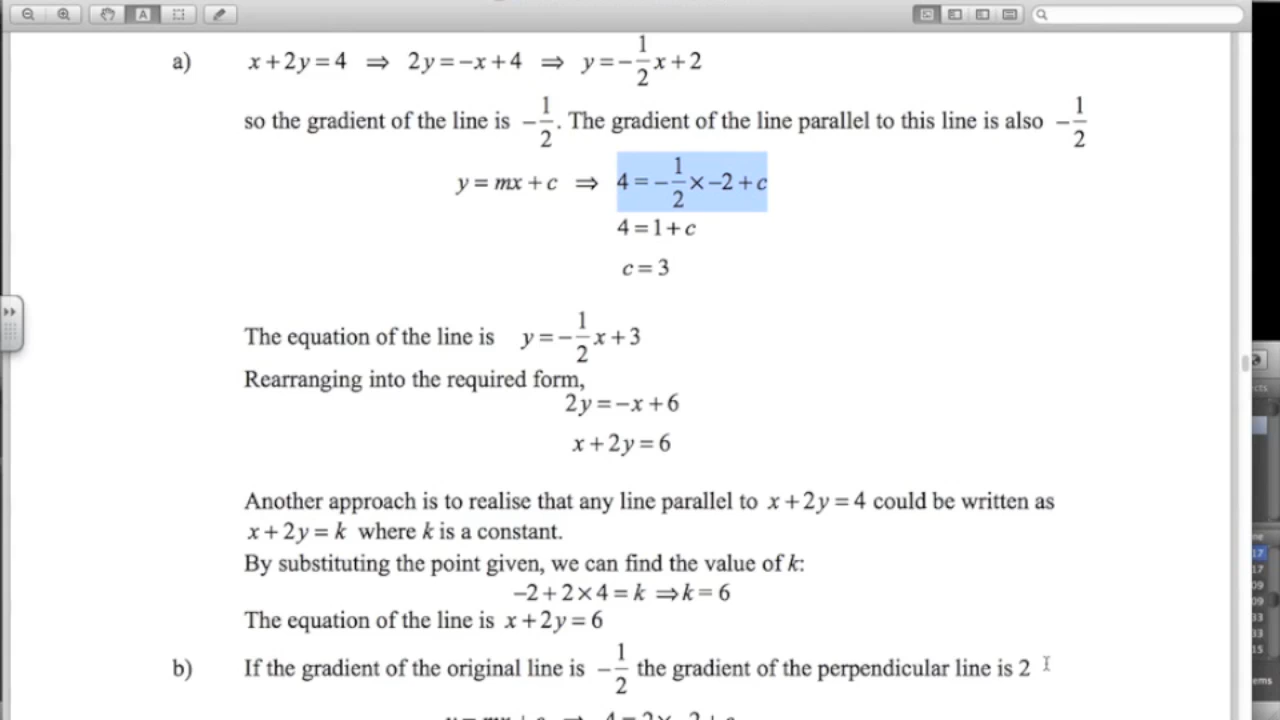 a) x + 2y = 4 ⇒ 2y = −x + 4 ⇒ y = −1/2 x + 2
so the gradient of the line is −1/2. The gradient of the line parallel to this line is also −1/2
y = mx + c ⇒ 4 = −1/2 × −2 + c
4 = 1 + c
c = 3
The equation of the line is y = −1/2 x + 3
Rearranging into the required form,
2y = −x + 6
x + 2y = 6
Another approach is to realise that any line parallel to x + 2y = 4 could be written as
x + 2y = k where k is a constant.
By substituting the point given, we can find the value of k:
−2 + 2 × 4 = k ⇒ k = 6
The equation of the line is x + 2y = 6
b) If the gradient of the original line is −1/2 the gradient of the perpendicular line is 2